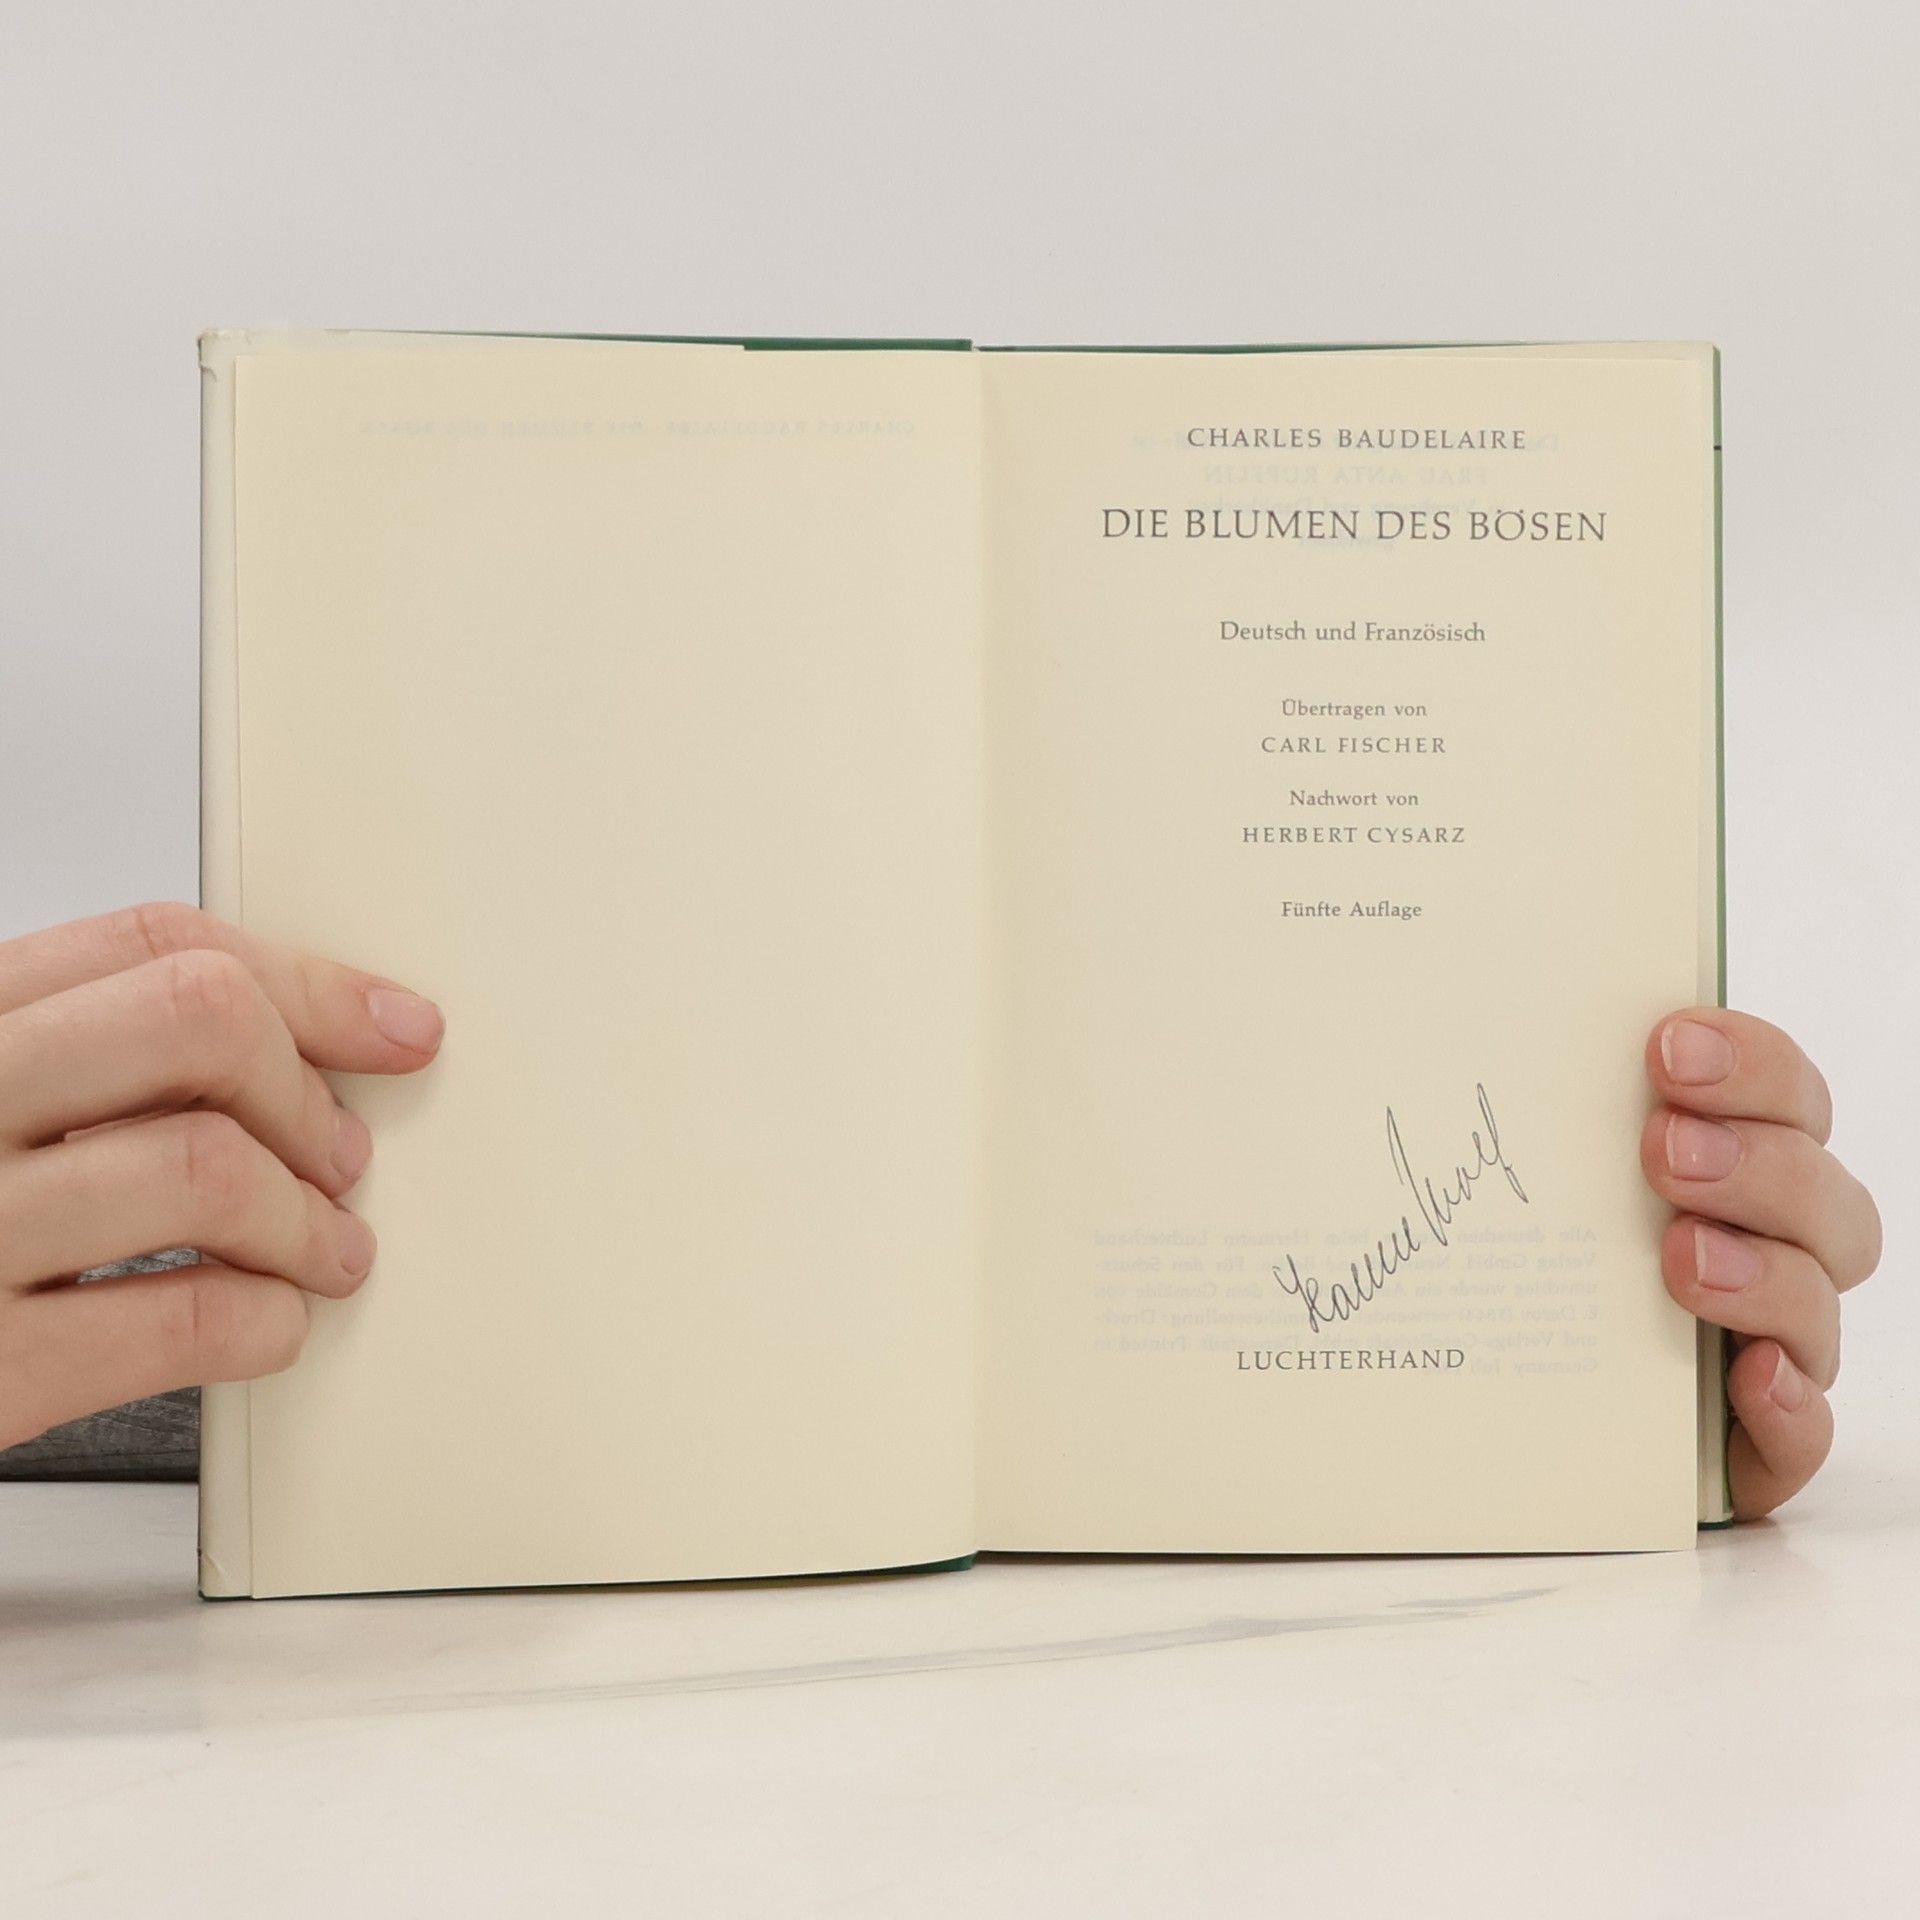 CHARLES BAUDELAIRE
DIE BLUMEN DES BÖSEN
Deutsch und Französisch
Übertragen von
CARL FISCHER
Nachwort von
HERBERT CYSARZ
Fünfte Auflage
LUCHTERHAND